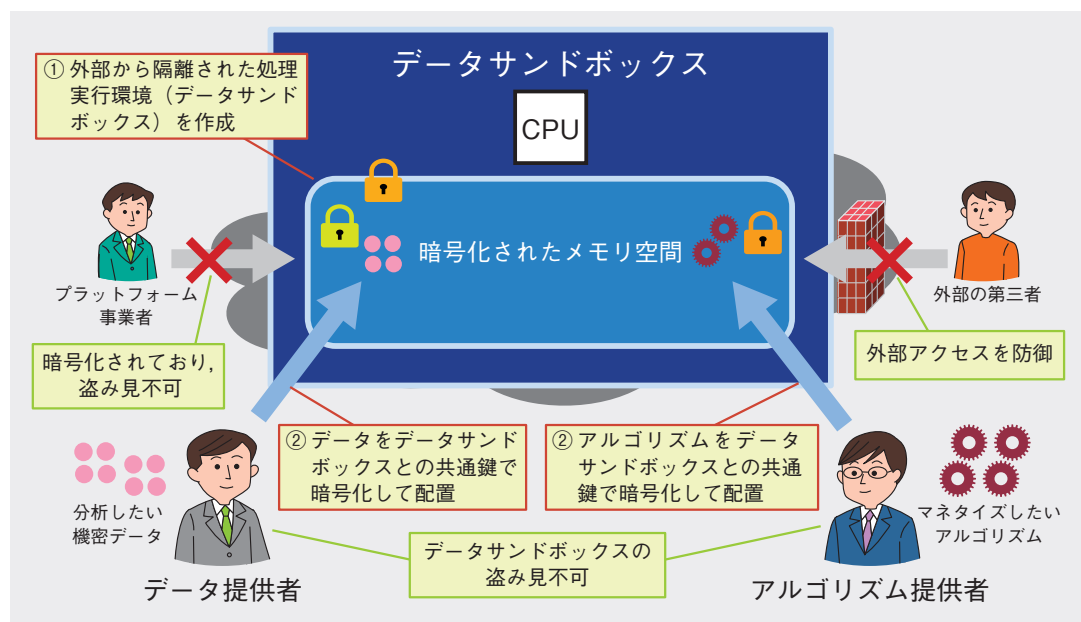 データサンドボックス
CPU
① 外部から隔離された処理
実行環境（データサンド
ボックス）を作成
暗号化されたメモリ空間
プラットフォーム
事業者
外部の第三者
暗号化されており,
盗み見不可
外部アクセスを防御
② データをデータサンド
ボックスとの共通鍵で
暗号化して配置
② アルゴリズムをデータ
サンドボックスとの共通
鍵で暗号化して配置
分析したい
機密データ
マネタイズしたい
アルゴリズム
データサンドボックスの
盗み見不可
データ提供者
アルゴリズム提供者